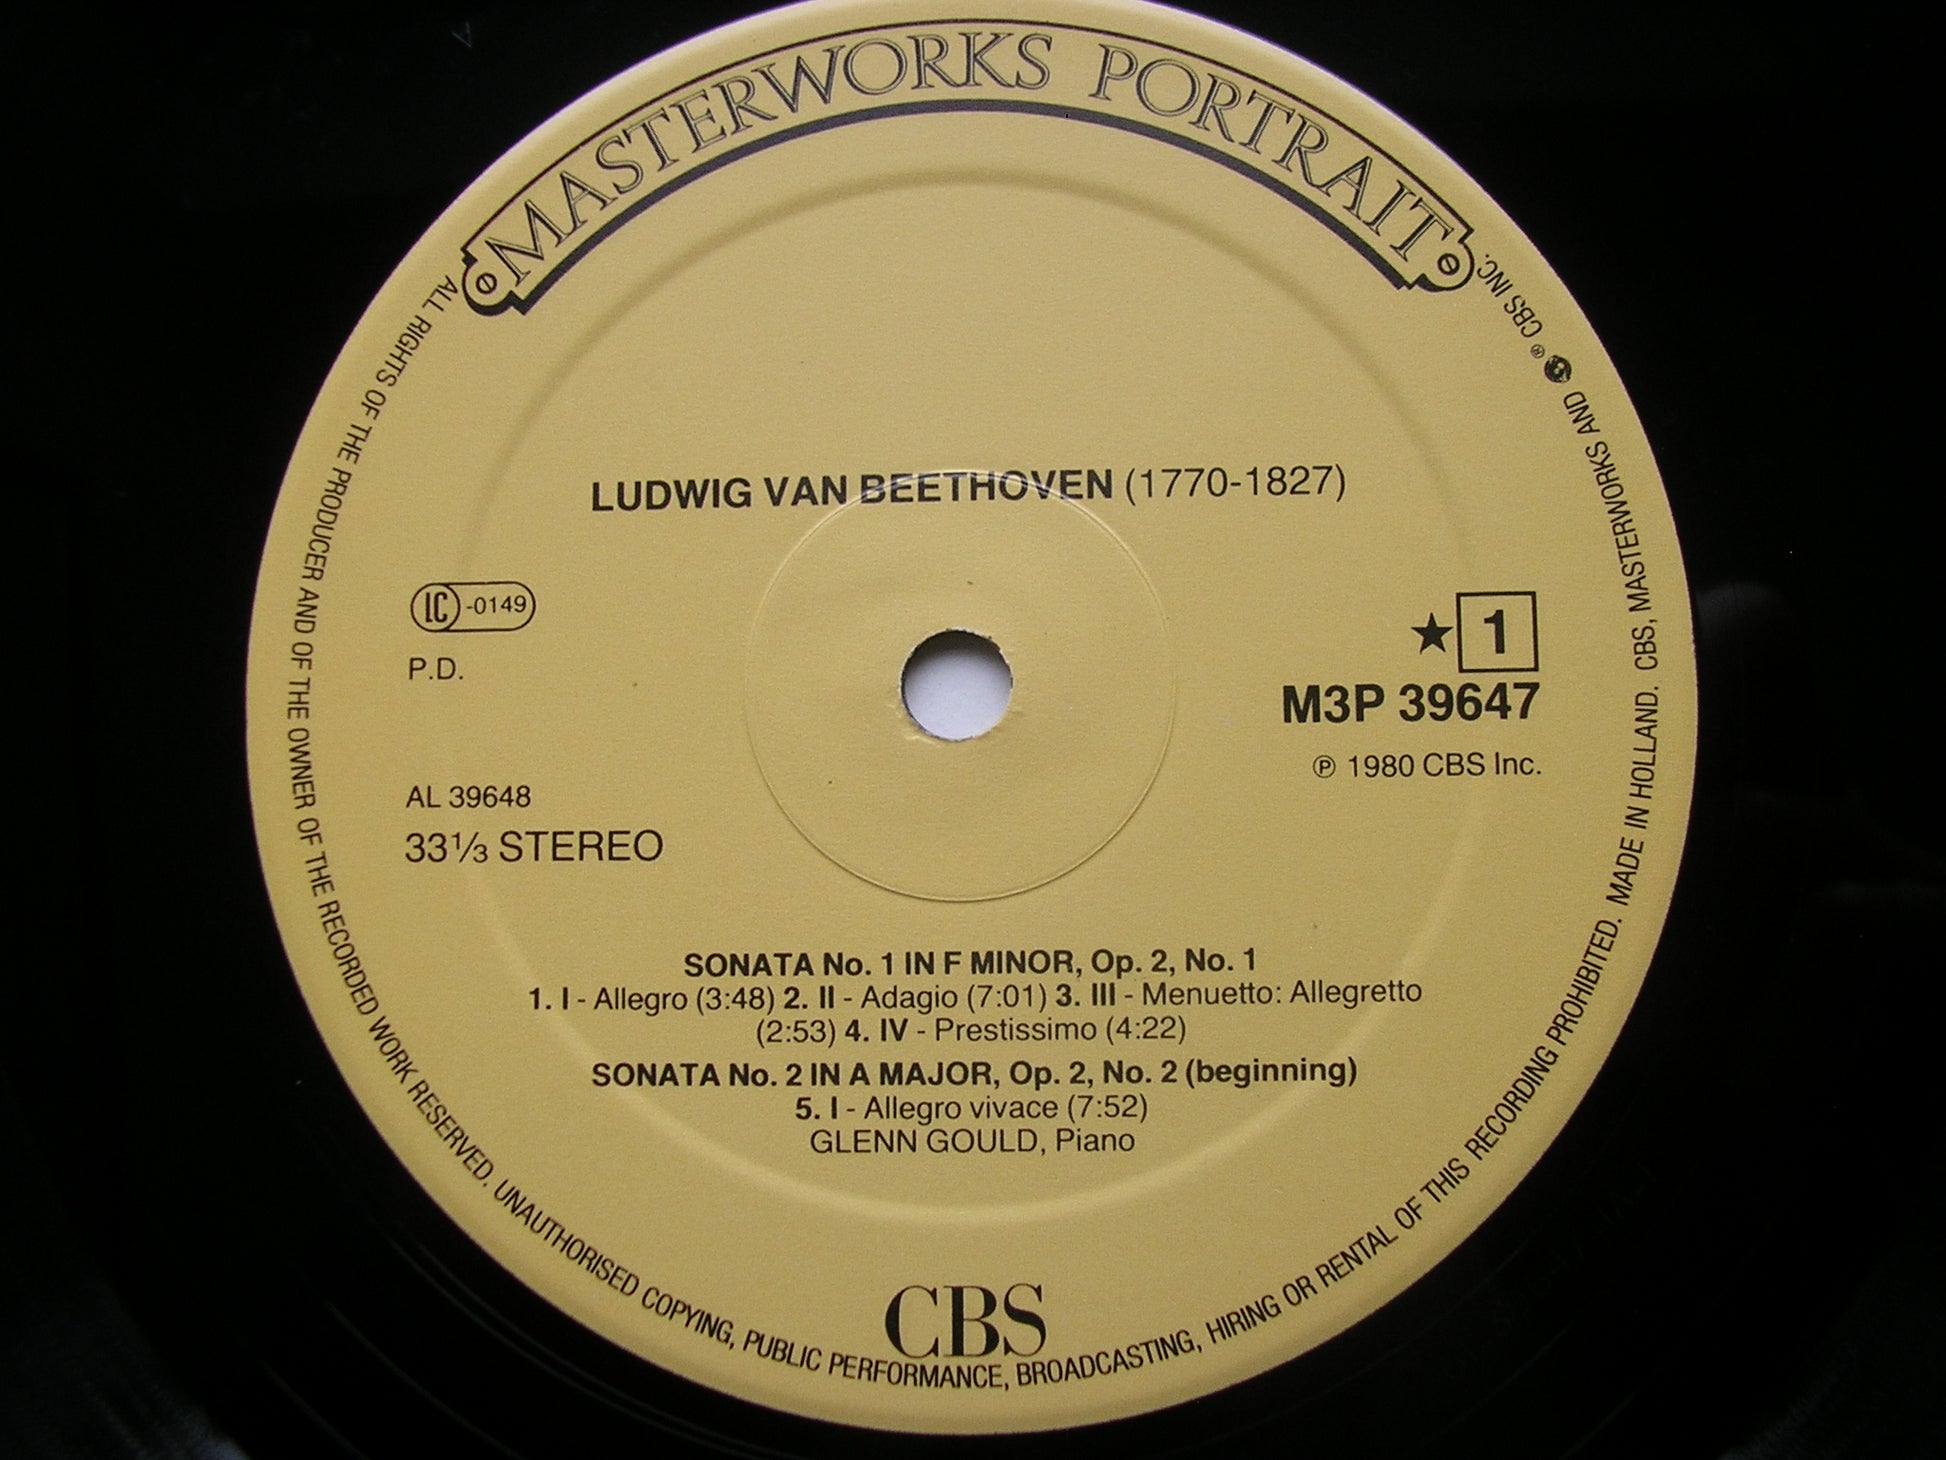 MASTERWORKS PORTRAIT
LUDWIG VAN BEETHOVEN (1770-1827)
LC -0149
P.D.
★ 1
M3P 39647
℗ 1980 CBS Inc.
AL 39648
33⅓ STEREO
SONATA No. 1 IN F MINOR, Op. 2, No. 1
1. I - Allegro (3:48) 2. II - Adagio (7:01) 3. III - Menuetto: Allegretto
(2:53) 4. IV - Prestissimo (4:22)
SONATA No. 2 IN A MAJOR, Op. 2, No. 2 (beginning)
5. I - Allegro vivace (7:52)
GLENN GOULD, Piano
CBS
ALL RIGHTS OF THE PRODUCER AND OF THE OWNER OF THE RECORDED WORK RESERVED. UNAUTHORISED COPYING, PUBLIC PERFORMANCE, BROADCASTING, HIRING OR RENTAL OF THIS RECORDING PROHIBITED. MADE IN HOLLAND. CBS, MASTERWORKS AND ® CBS INC.